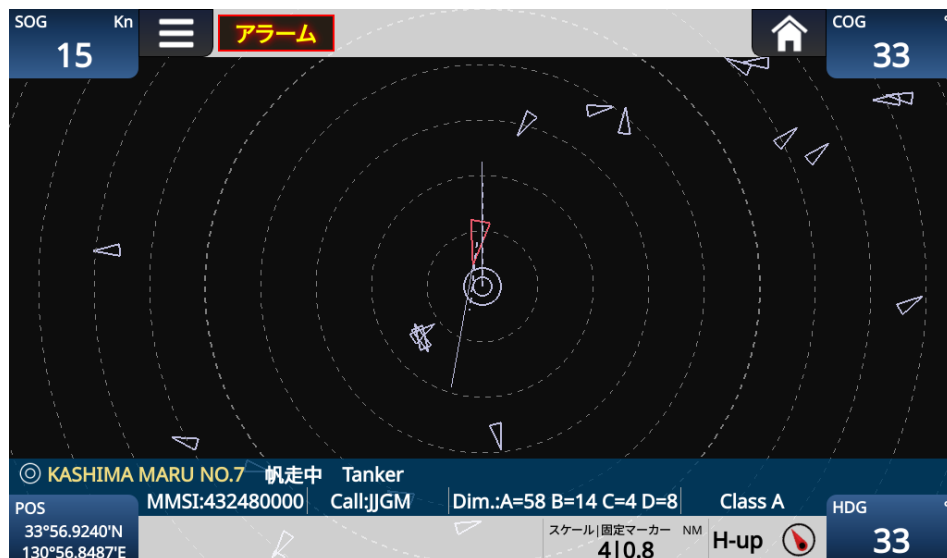 SOG Kn
15
アラーム
COG °
33
KASHIMA MARU NO.7 帆走中 Tanker
MMSI:432480000 Call:JJGM Dim.:A=58 B=14 C=4 D=8 Class A
POS
33°56.9240'N
130°56.8487'E
スケール|固定マーカー NM
4|0.8
H-up
HDG °
33